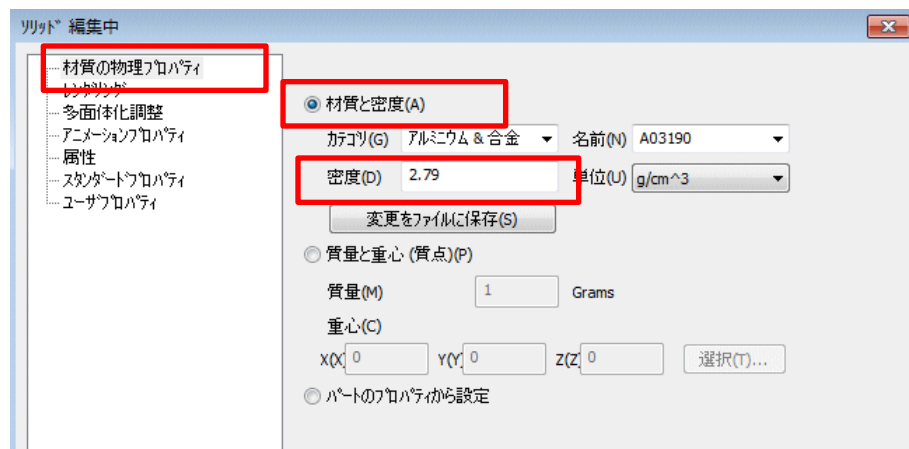 ソリッド 編集中
材質の物理プロパティ
レンダリング
多面体化調整
アニメーションプロパティ
属性
スタンダードプロパティ
ユーザプロパティ
材質と密度(A)
カテゴリ(G) アルミニウム & 合金 名前(N) A03190
密度(D) 2.79 単位(U) g/cm^3
変更をファイルに保存(S)
質量と重心 (質点)(P)
質量(M) 1 Grams
重心(C)
X(X) 0 Y(Y) 0 Z(Z) 0 選択(T)...
パートのプロパティから設定